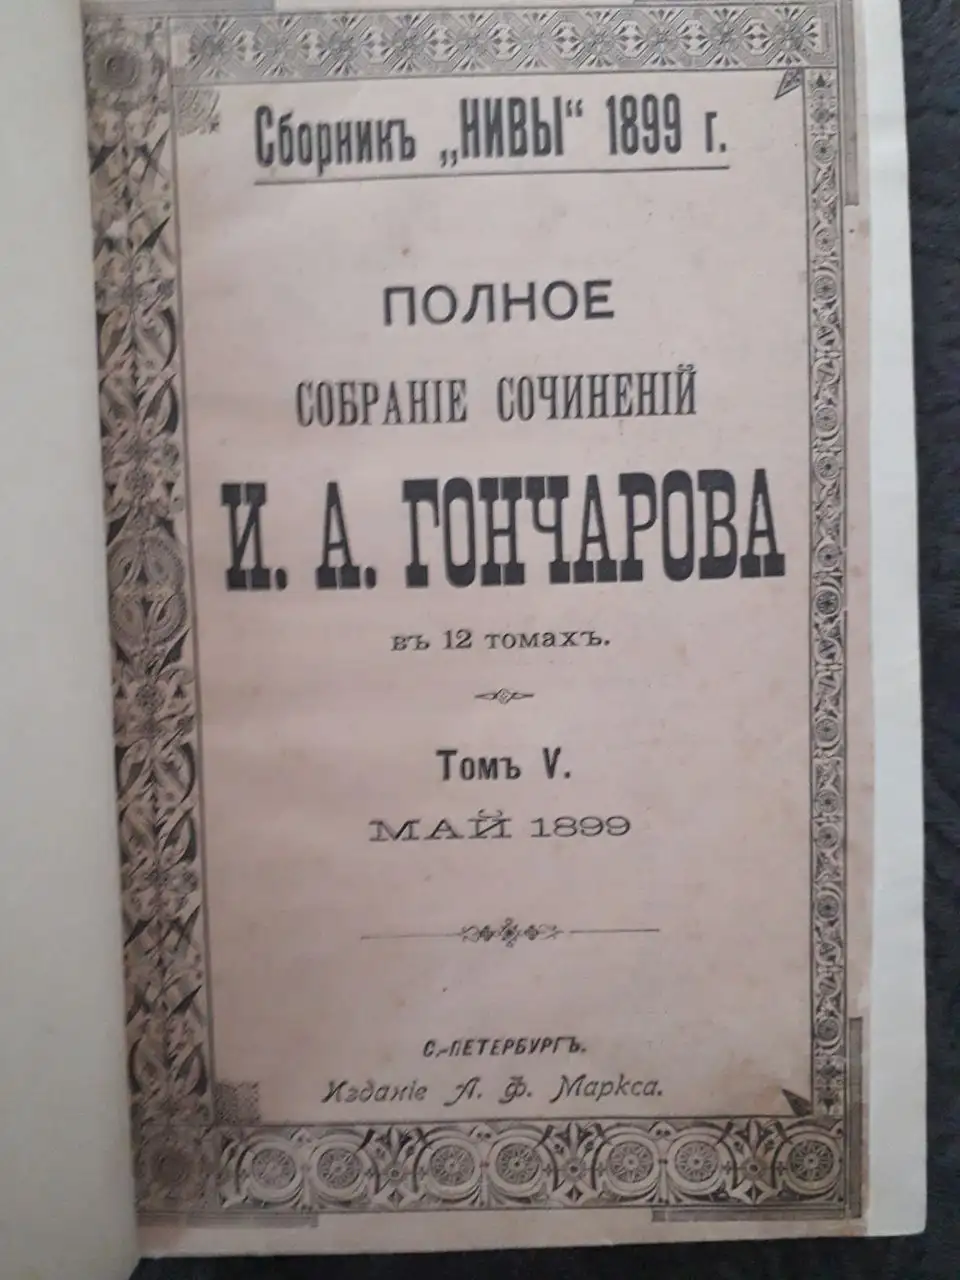 Сборникъ „НИВЫ“ 1899 г.
ПОЛНОЕ
СОБРАНІЕ СОЧИНЕНІЙ
И. А. ГОНЧАРОВА
въ 12 томахъ.
Томъ V.
МАЙ 1899
С.-ПЕТЕРБУРГЪ.
Изданіе А. Ф. Маркса.